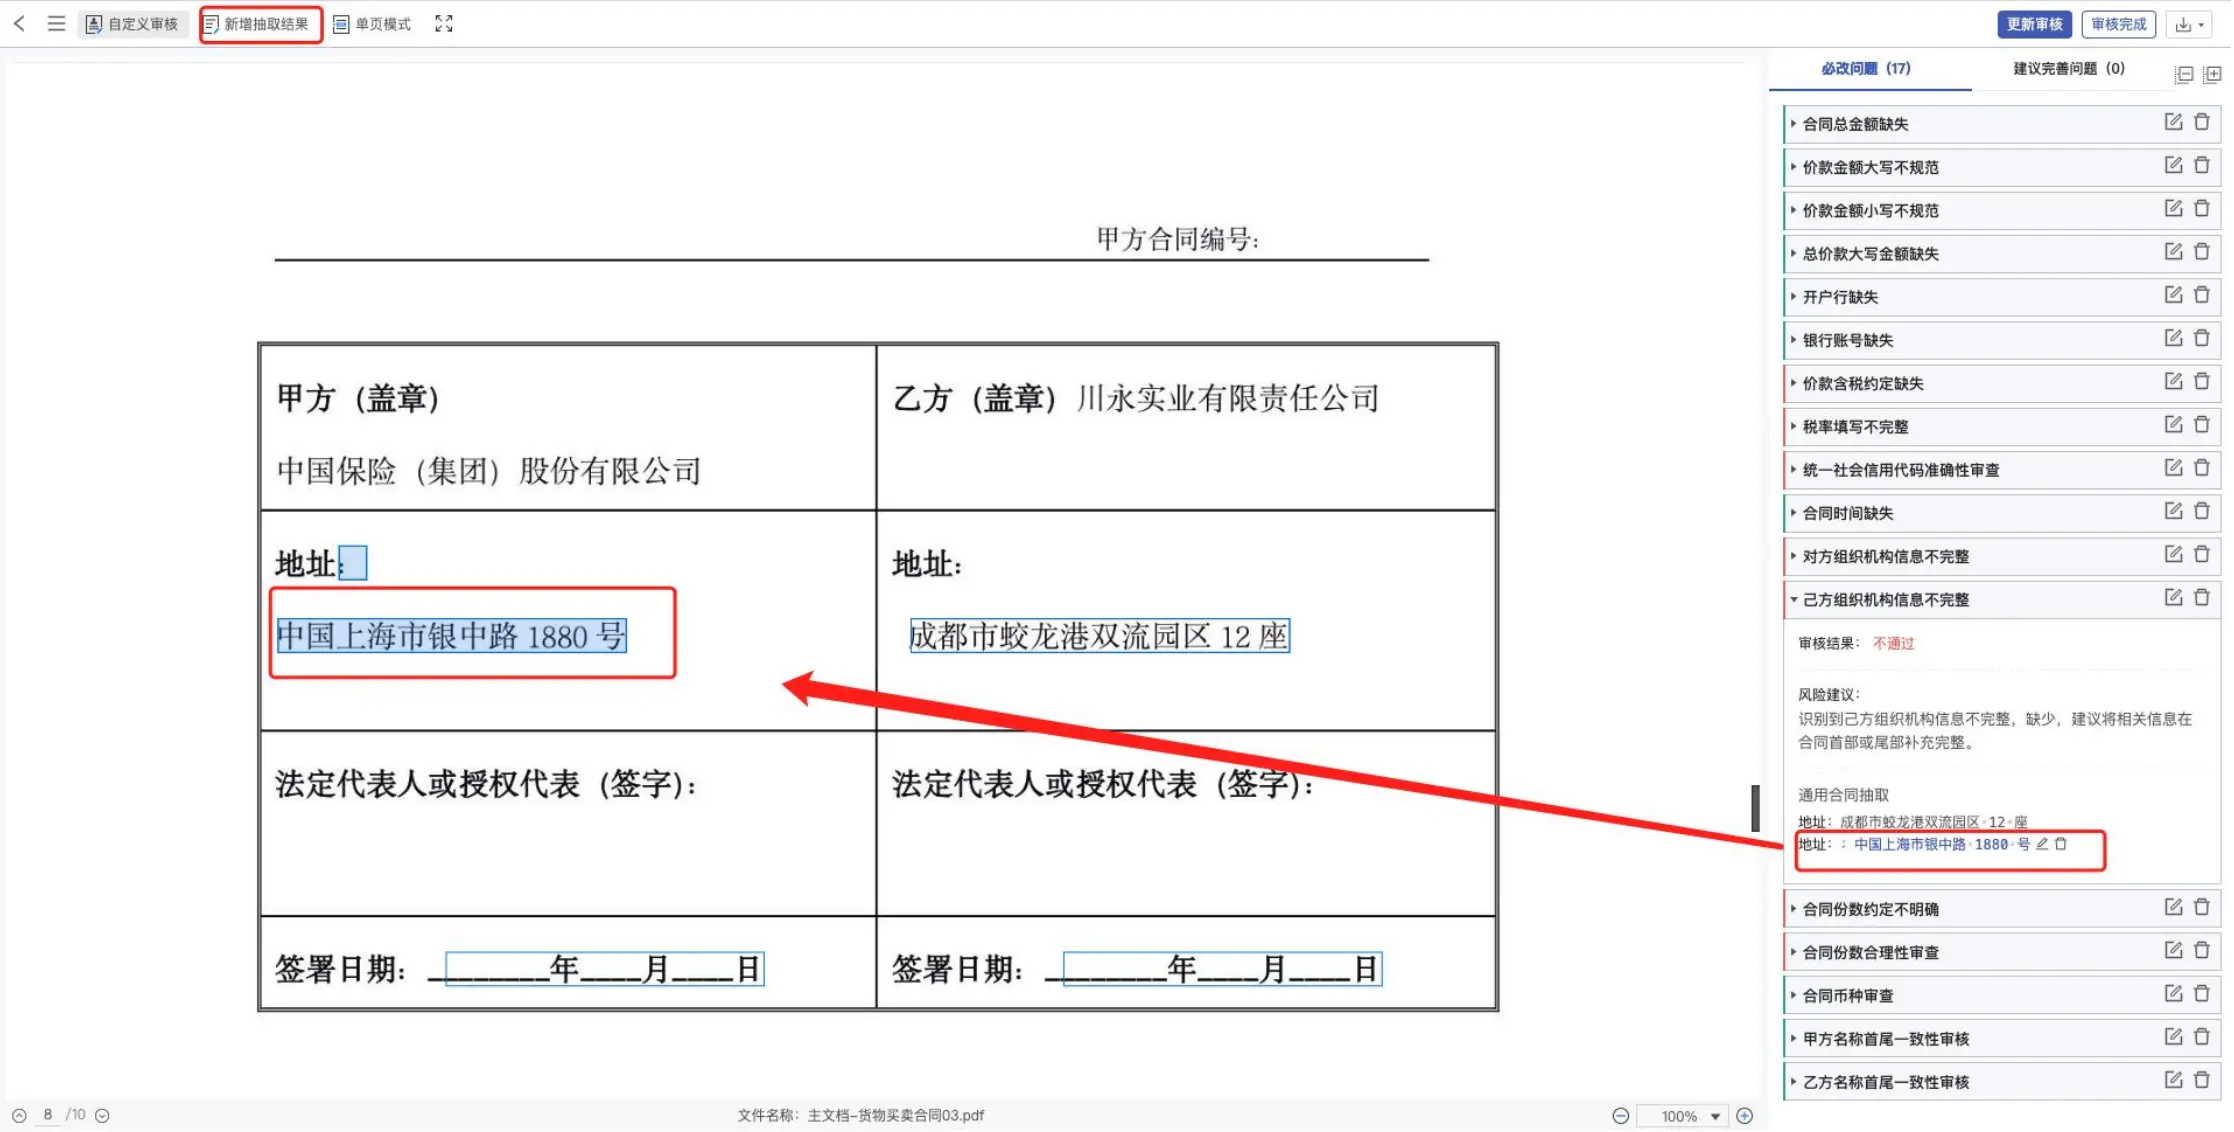 自定义审核 新增抽取结果 单页模式 更新审核 审核完成
必改问题（17） 建议完善问题（0）
甲方合同编号：
甲方（盖章）
中国保险（集团）股份有限公司
乙方（盖章）川永实业有限责任公司
地址：
中国上海市银中路 1880 号
地址：
成都市蛟龙港双流园区 12 座
法定代表人或授权代表（签字）：
法定代表人或授权代表（签字）：
签署日期：________年____月____日
签署日期：________年____月____日
合同总金额缺失
价款金额大写不规范
价款金额小写不规范
总价款大写金额缺失
开户行缺失
银行账号缺失
价款含税约定缺失
税率填写不完整
统一社会信用代码准确性审查
合同时间缺失
对方组织机构信息不完整
己方组织机构信息不完整
审核结果： 不通过
风险建议：
识别到己方组织机构信息不完整，缺少，建议将相关信息在
合同首部或尾部补充完整。
通用合同抽取
地址：成都市蛟龙港双流园区·12·座
地址：：中国上海市银中路·1880·号
合同份数约定不明确
合同份数合理性审查
合同币种审查
甲方名称首尾一致性审核
乙方名称首尾一致性审核
8 /10 文件名称：主文档-货物买卖合同03.pdf 100%